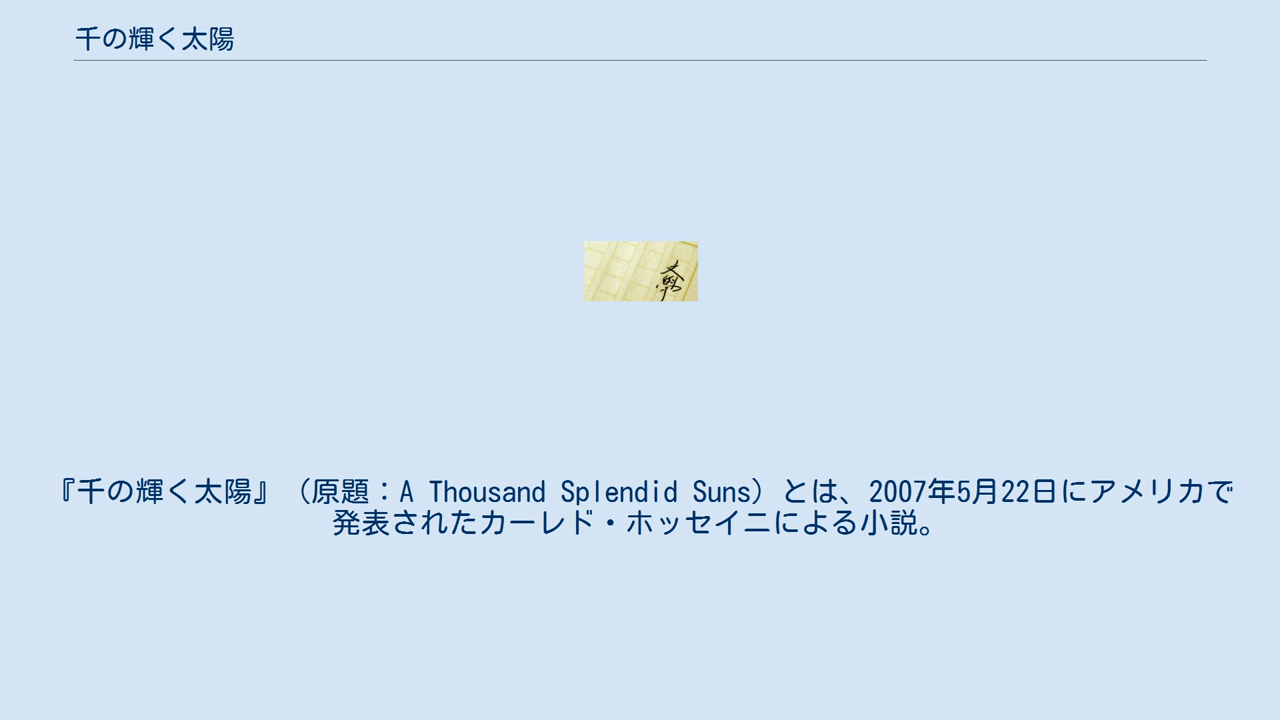 千の輝く太陽
『千の輝く太陽』（原題：A Thousand Splendid Suns）とは、2007年5月22日にアメリカで
発表されたカーレド・ホッセイニによる小説。